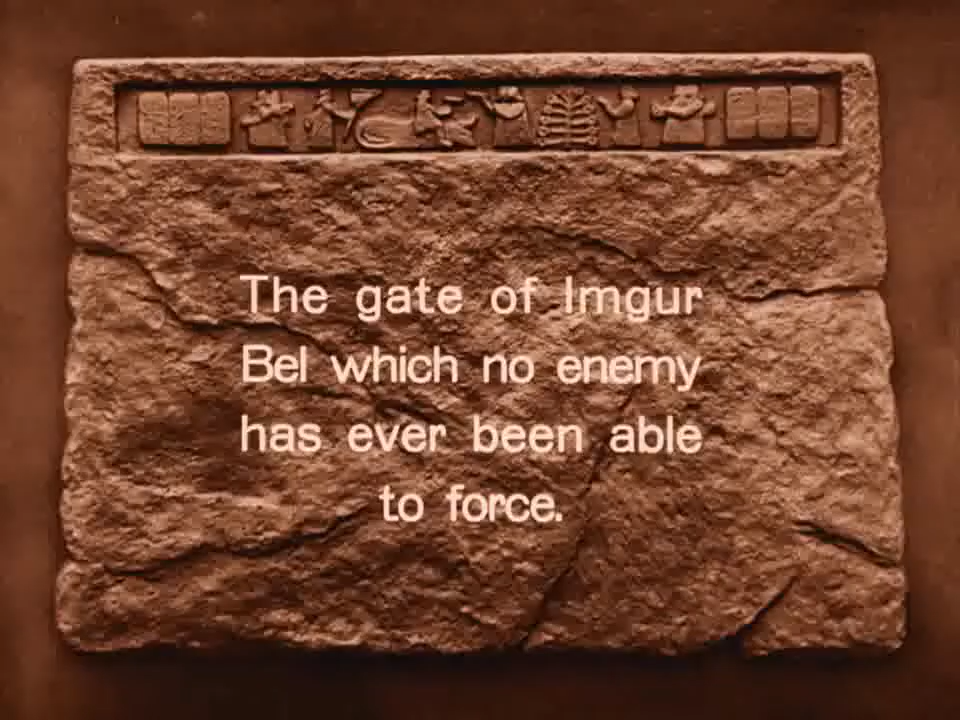 The gate of Imgur
Bel which no enemy
has ever been able
to force.